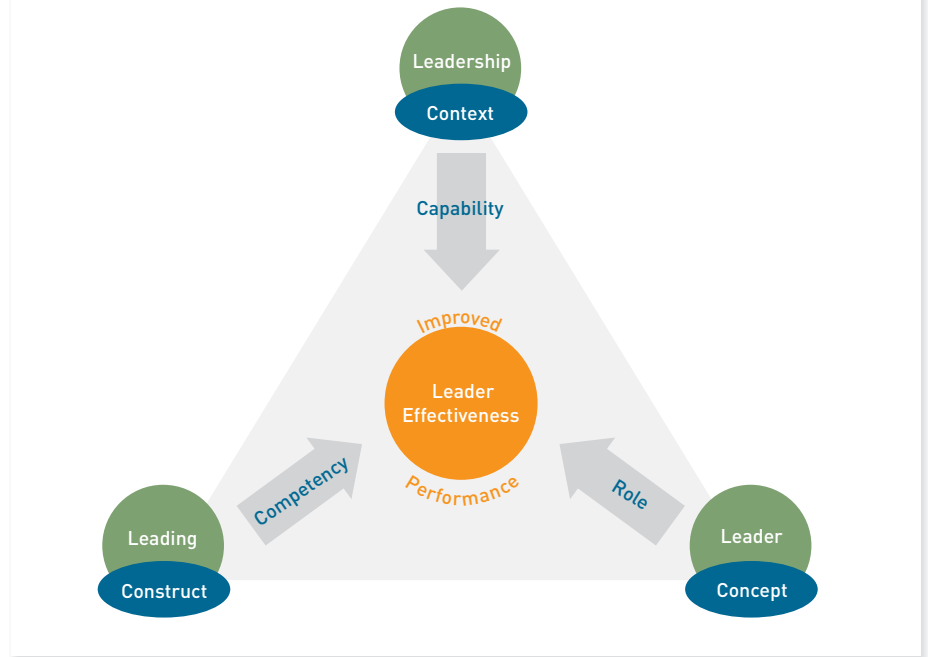 Leadership
Context
Capability
Improved
Leader
Effectiveness
Performance
Competency
Role
Leading
Construct
Leader
Concept